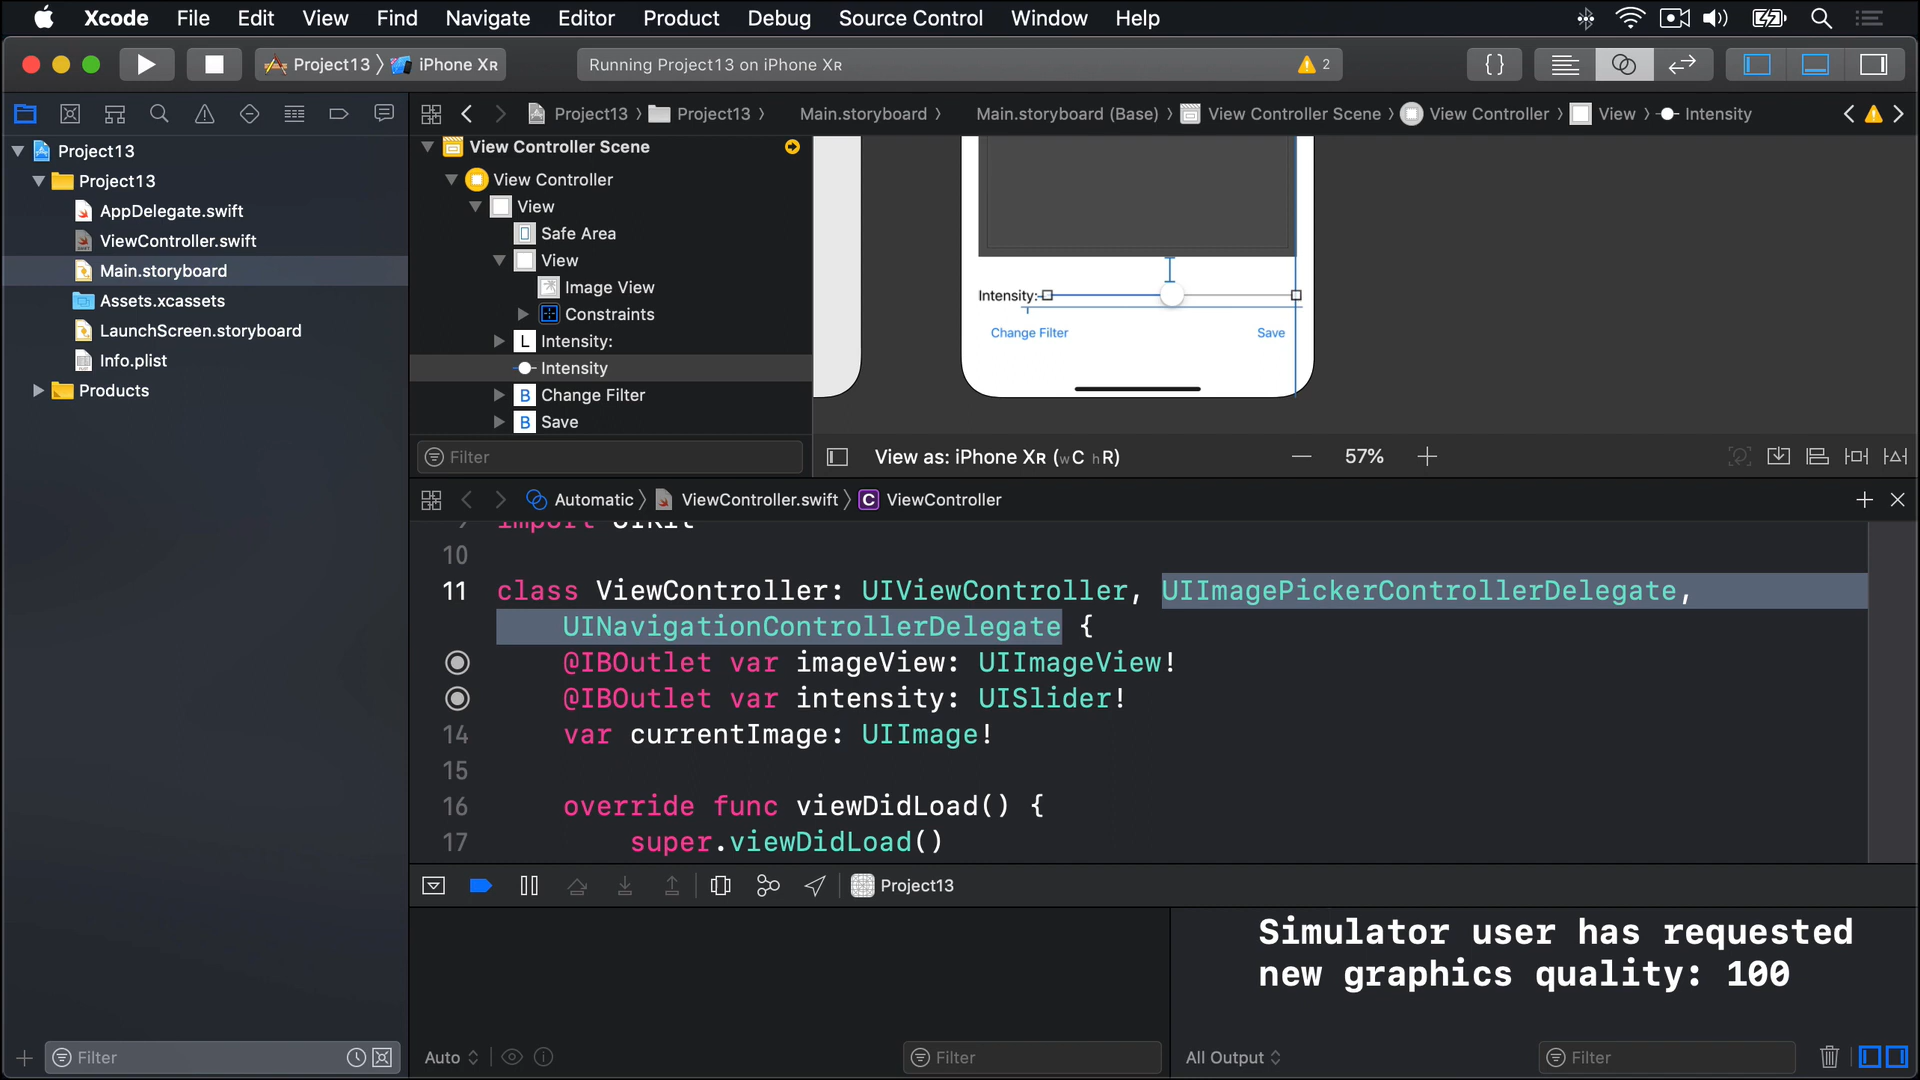 Xcode File Edit View Find Navigate Editor Product Debug Source Control Window Help
Project13 iPhone XR
Running Project13 on iPhone XR
2
Project13 Project13 Main.storyboard Main.storyboard (Base) View Controller Scene View Controller View Intensity
Project13
Project13
AppDelegate.swift
ViewController.swift
Main.storyboard
Assets.xcassets
LaunchScreen.storyboard
Info.plist
Products
View Controller Scene
View Controller
View
Safe Area
View
Image View
Constraints
L Intensity:
Intensity
B Change Filter
B Save
Filter
Intensity:
Change Filter Save
View as: iPhone XR (wC hR)
57%
Automatic ViewController.swift C ViewController
9 import UIKit
10
11 class ViewController: UIViewController, UIImagePickerControllerDelegate,
UINavigationControllerDelegate {
@IBOutlet var imageView: UIImageView!
@IBOutlet var intensity: UISlider!
14 var currentImage: UIImage!
15
16 override func viewDidLoad() {
17 super.viewDidLoad()
Project13
Simulator user has requested
new graphics quality: 100
Filter
Auto
Filter
All Output
Filter